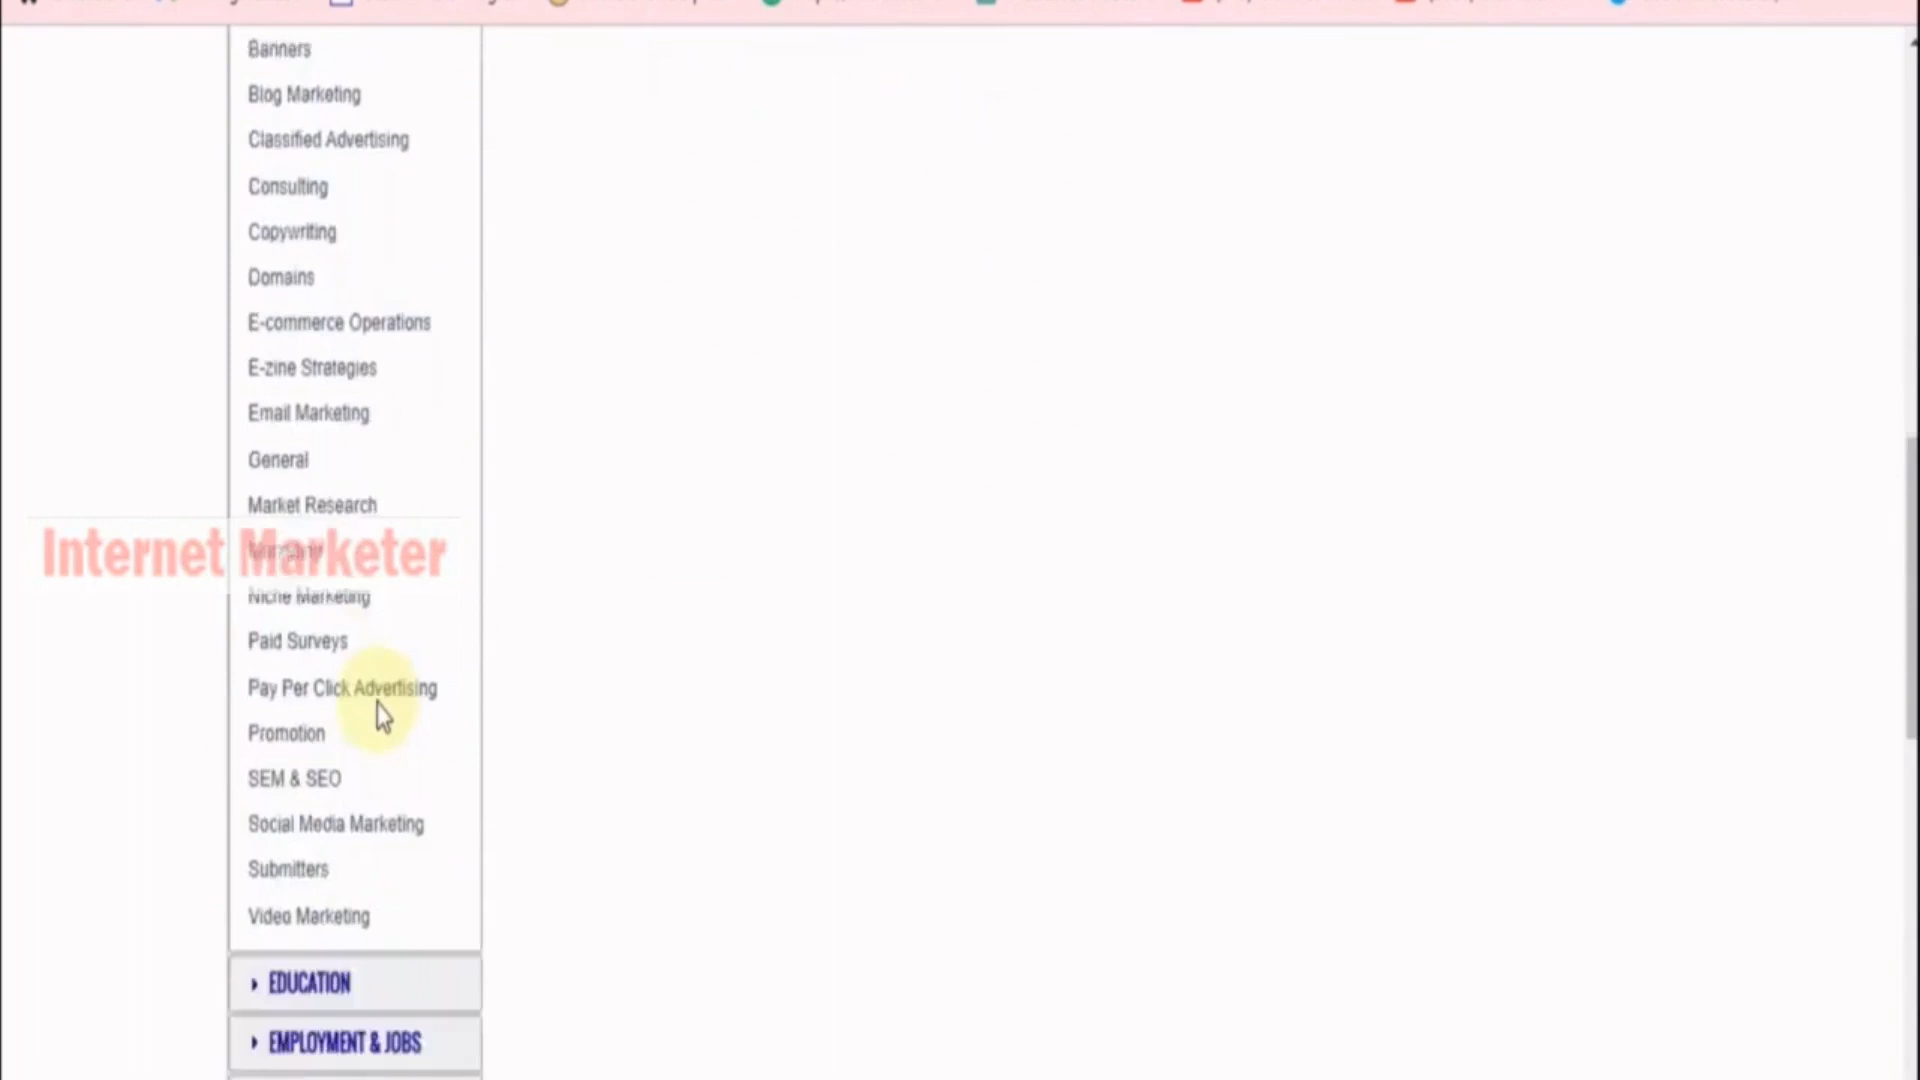 Banners
Blog Marketing
Classified Advertising
Consulting
Copywriting
Domains
E-commerce Operations
E-zine Strategies
Email Marketing
General
Market Research
Internet Marketer
Niche Marketing
Paid Surveys
Pay Per Click Advertising
Promotion
SEM & SEO
Social Media Marketing
Submitters
Video Marketing
EDUCATION
EMPLOYMENT & JOBS